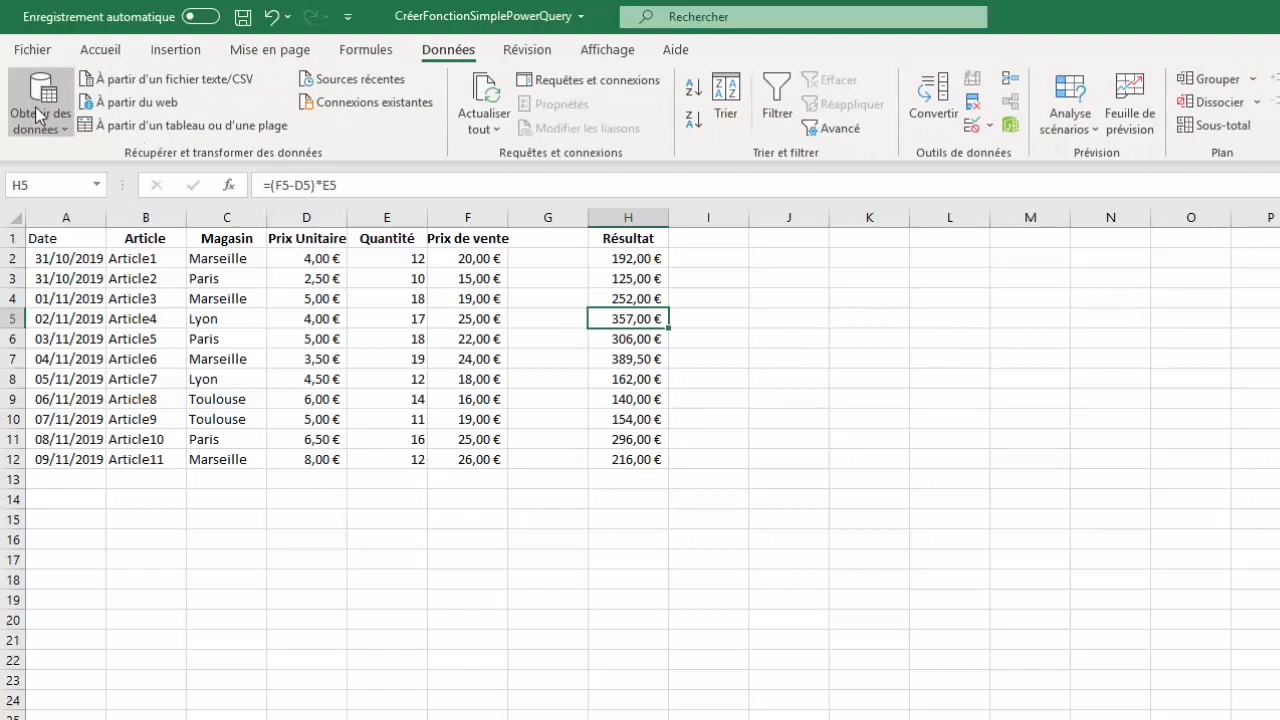 Enregistrement automatique CréerFonctionSimplePowerQuery Rechercher
Fichier Accueil Insertion Mise en page Formules Données Révision Affichage Aide
Obtenir des données
À partir d'un fichier texte/CSV
À partir du web
À partir d'un tableau ou d'une plage
Sources récentes
Connexions existantes
Récupérer et transformer des données
Actualiser tout
Requêtes et connexions
Propriétés
Modifier les liaisons
Requêtes et connexions
Trier
Filtrer
Effacer
Réappliquer
Avancé
Trier et filtrer
Convertir
Outils de données
Analyse scénarios
Feuille de prévision
Prévision
Grouper
Dissocier
Sous-total
Plan
H5 fx =(F5-D5)*E5
A B C D E F G H I J K L M N O P
1 Date Article Magasin Prix Unitaire Quantité Prix de vente Résultat
2 31/10/2019 Article1 Marseille 4,00 € 12 20,00 € 192,00 €
3 31/10/2019 Article2 Paris 2,50 € 10 15,00 € 125,00 €
4 01/11/2019 Article3 Marseille 5,00 € 18 19,00 € 252,00 €
5 02/11/2019 Article4 Lyon 4,00 € 17 25,00 € 357,00 €
6 03/11/2019 Article5 Paris 5,00 € 18 22,00 € 306,00 €
7 04/11/2019 Article6 Marseille 3,50 € 19 24,00 € 389,50 €
8 05/11/2019 Article7 Lyon 4,50 € 12 18,00 € 162,00 €
9 06/11/2019 Article8 Toulouse 6,00 € 14 16,00 € 140,00 €
10 07/11/2019 Article9 Toulouse 5,00 € 11 19,00 € 154,00 €
11 08/11/2019 Article10 Paris 6,50 € 16 25,00 € 296,00 €
12 09/11/2019 Article11 Marseille 8,00 € 12 26,00 € 216,00 €
13
14
15
16
17
18
19
20
21
22
23
24
25